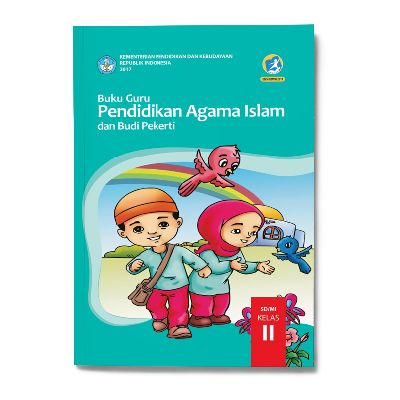 KEMENTERIAN PENDIDIKAN DAN KEBUDAYAAN
REPUBLIK INDONESIA
2017
Buku Guru
Pendidikan Agama Islam
dan Budi Pekerti
SD/MI
KELAS
II